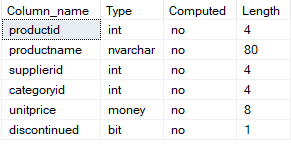 Column_name Type Computed Length
productid int no 4
productname nvarchar no 80
supplierid int no 4
categoryid int no 4
unitprice money no 8
discontinued bit no 1